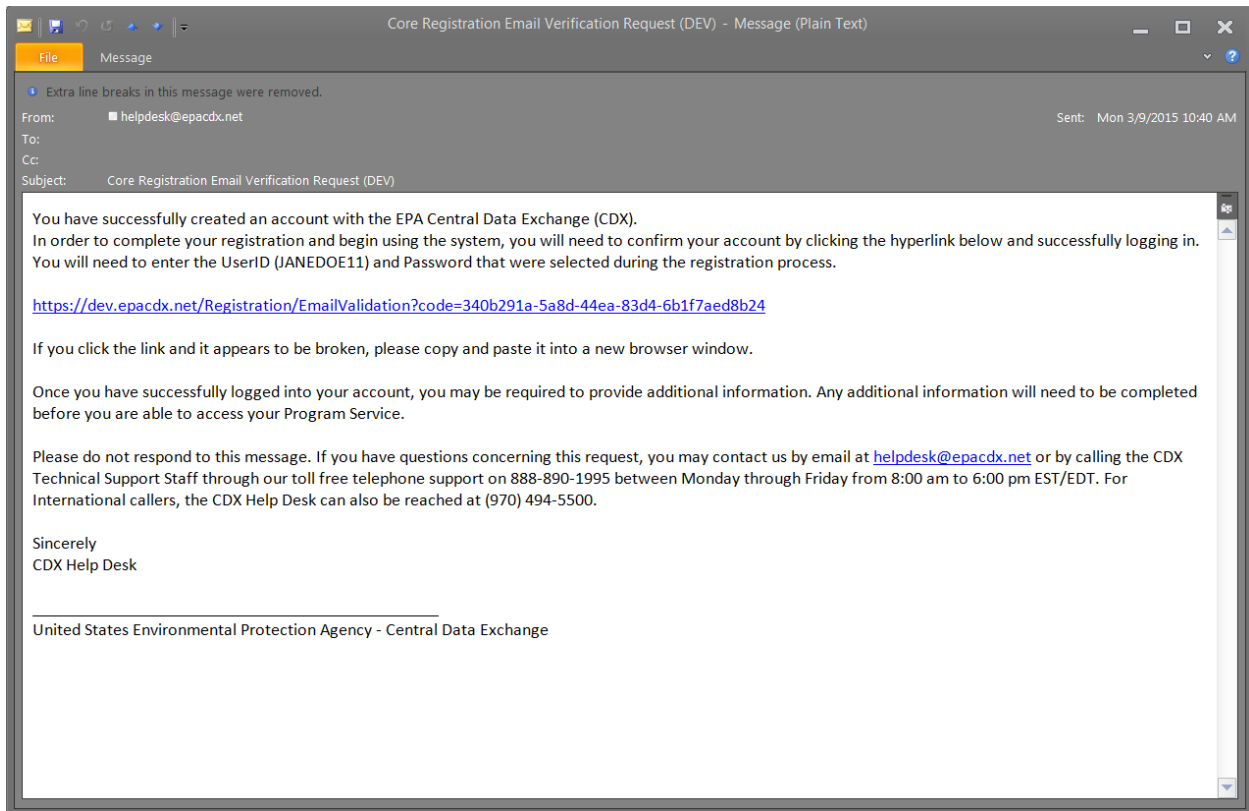 Core Registration Email Verification Request (DEV) - Message (Plain Text)
File Message
Extra line breaks in this message were removed.
From: helpdesk@epacdx.net Sent: Mon 3/9/2015 10:40 AM
To:
Cc:
Subject: Core Registration Email Verification Request (DEV)
You have successfully created an account with the EPA Central Data Exchange (CDX).
In order to complete your registration and begin using the system, you will need to confirm your account by clicking the hyperlink below and successfully logging in.
You will need to enter the UserID (JANEDOE11) and Password that were selected during the registration process.
https://dev.epacdx.net/Registration/EmailValidation?code=340b291a-5a8d-44ea-83d4-6b1f7aed8b24
If you click the link and it appears to be broken, please copy and paste it into a new browser window.
Once you have successfully logged into your account, you may be required to provide additional information. Any additional information will need to be completed
before you are able to access your Program Service.
Please do not respond to this message. If you have questions concerning this request, you may contact us by email at helpdesk@epacdx.net or by calling the CDX
Technical Support Staff through our toll free telephone support on 888-890-1995 between Monday through Friday from 8:00 am to 6:00 pm EST/EDT. For
International callers, the CDX Help Desk can also be reached at (970) 494-5500.
Sincerely
CDX Help Desk
United States Environmental Protection Agency - Central Data Exchange